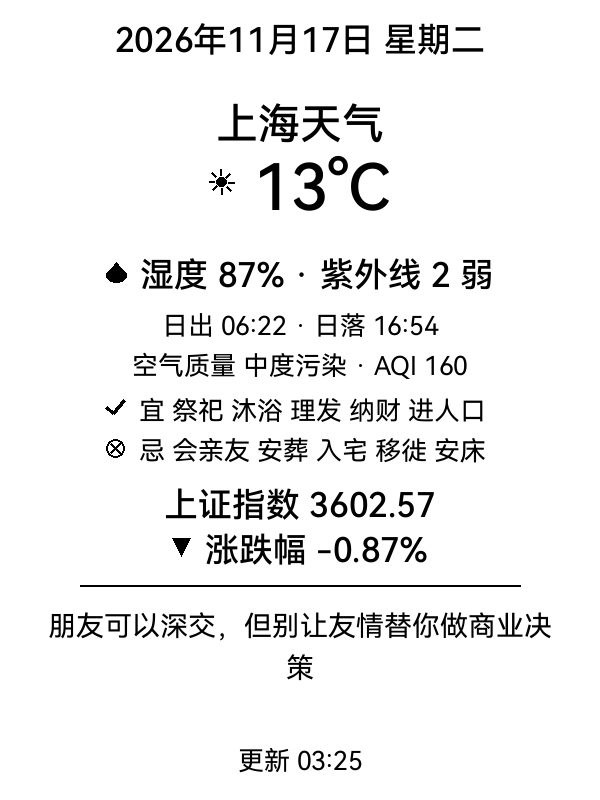 2026年11月17日 星期二
上海天气
13°C
湿度 87% · 紫外线 2 弱
日出 06:22 · 日落 16:54
空气质量 中度污染 · AQI 160
宜 祭祀 沐浴 理发 纳财 进人口
忌 会亲友 安葬 入宅 移徙 安床
上证指数 3602.57
▼ 涨跌幅 -0.87%
朋友可以深交，但别让友情替你做商业决
策
更新 03:25